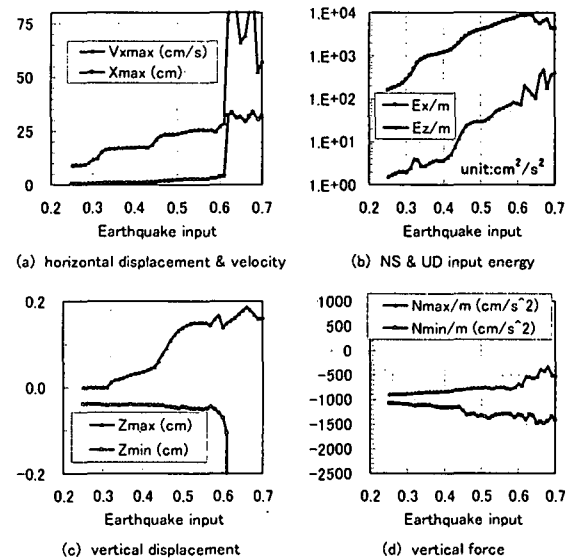 75
50
25
0
Vxmax (cm/s)
Xmax (cm)
0.2 0.3 0.4 0.5 0.6 0.7
Earthquake input
(a) horizontal displacement & velocity
1.E+04
1.E+03
1.E+02
1.E+01
1.E+00
Ex/m
Ez/m
unit:cm²/s²
0.2 0.3 0.4 0.5 0.6 0.7
Earthquake input
(b) NS & UD input energy
0.2
0.0
-0.2
Zmax (cm)
Zmin (cm)
0.2 0.3 0.4 0.5 0.6 0.7
Earthquake input
(c) vertical displacement
1000
500
0
-500
-1000
-1500
-2000
-2500
Nmax/m (cm/s^2)
Nmin/m (cm/s^2)
0.2 0.3 0.4 0.5 0.6 0.7
Earthquake input
(d) vertical force